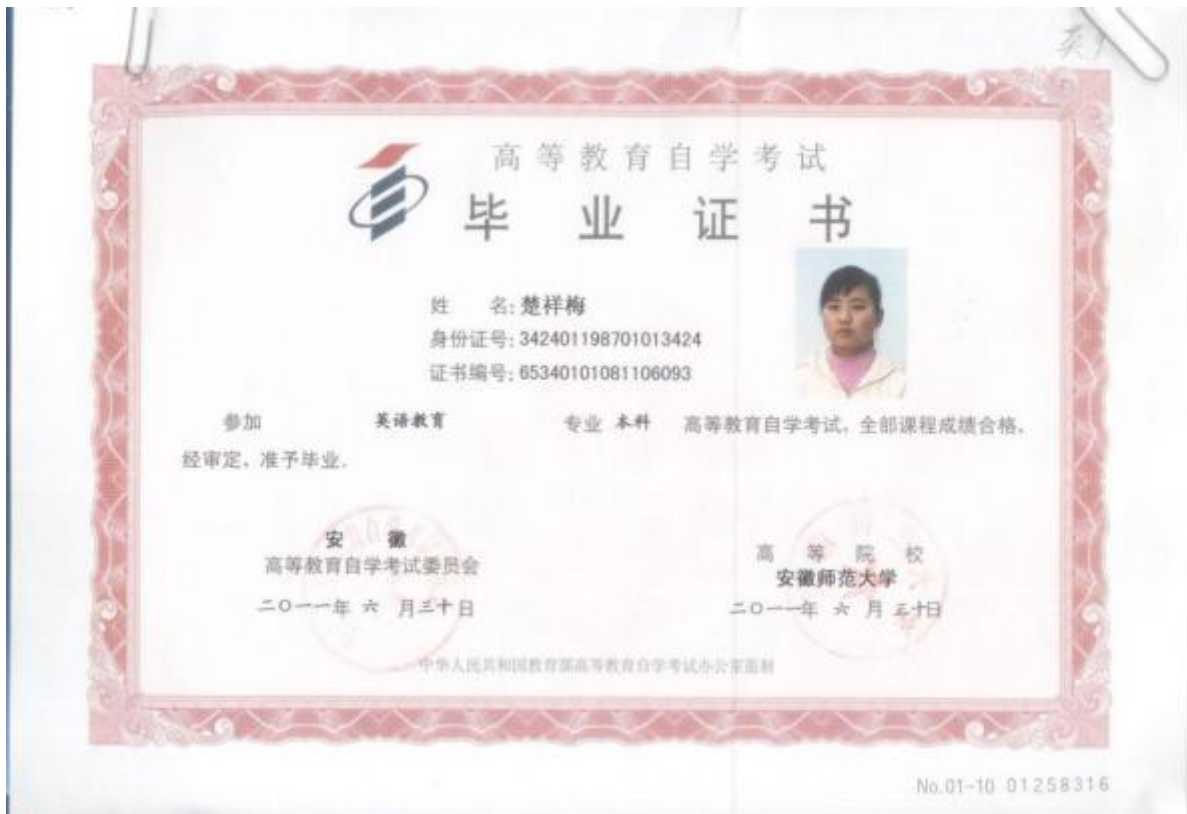 高等教育自学考试
毕业证书
姓 名:楚祥梅
身份证号:342401198701013424
证书编号:65340101081106093
参加 英语教育 专业 本科 高等教育自学考试,全部课程成绩合格,
经审定,准予毕业.
安 徽
高等教育自学考试委员会
二〇一一年 六 月三十日
高 等 院 校
安徽师范大学
二〇一一年 六 月 三十日
中华人民共和国教育部高等教育自学考试办公室监制
No.01-10 01258316